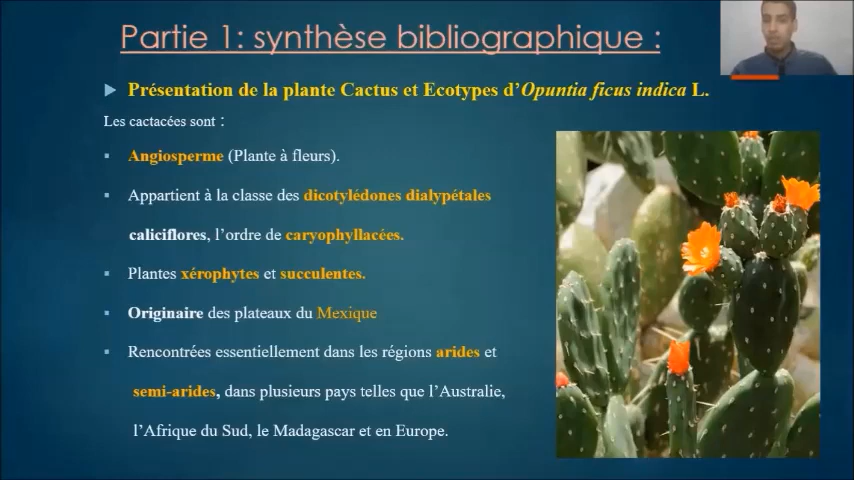 Partie 1: synthèse bibliographique :
Présentation de la plante Cactus et Ecotypes d’Opuntia ficus indica L.
Les cactacées sont :
Angiosperme (Plante à fleurs).
Appartient à la classe des dicotylédones dialypétales
caliciflores, l’ordre de caryophyllacées.
Plantes xérophytes et succulentes.
Originaire des plateaux du Mexique
Rencontrées essentiellement dans les régions arides et
semi-arides, dans plusieurs pays telles que l’Australie,
l’Afrique du Sud, le Madagascar et en Europe.